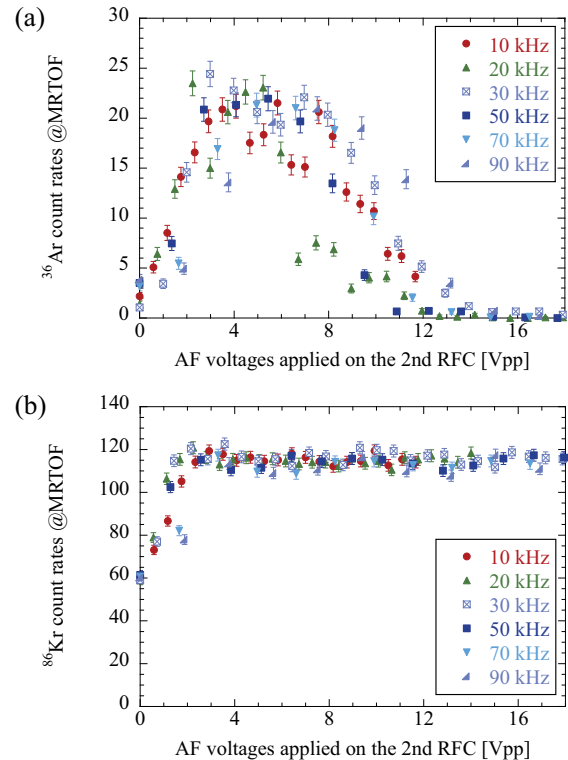 (a)
30
25
20
15
10
5
0
³⁶Ar count rates @MRTOF
10 kHz
20 kHz
30 kHz
50 kHz
70 kHz
90 kHz
0 4 8 12 16
AF voltages applied on the 2nd RFC [Vpp]
(b)
140
120
100
80
60
40
20
0
⁸⁶Kr count rates @MRTOF
10 kHz
20 kHz
30 kHz
50 kHz
70 kHz
90 kHz
0 4 8 12 16
AF voltages applied on the 2nd RFC [Vpp]